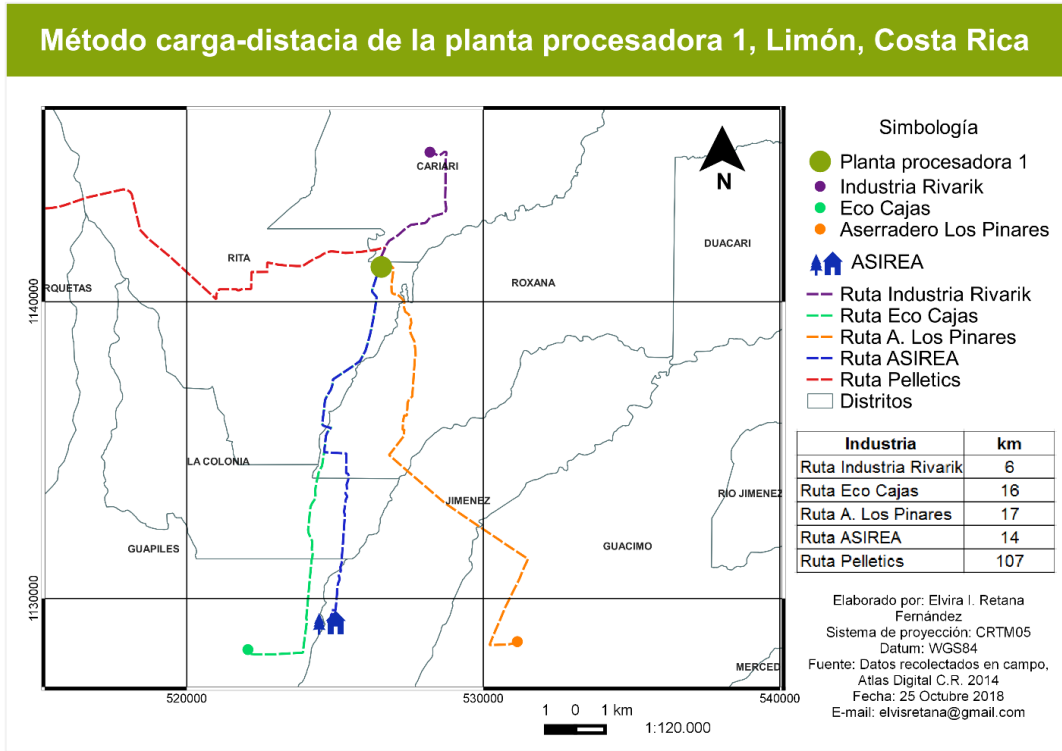 Método carga-distacia de la planta procesadora 1, Limón, Costa Rica
CARIARI
RITA
RQUETAS
ROXANA
DUACARI
LA COLONIA
JIMENEZ
RIO JIMENEZ
GUAPILES
GUACIMO
MERCED
1140000
1130000
520000
530000
540000
N
1 0 1 km
1:120.000
Simbología
Planta procesadora 1
Industria Rivarik
Eco Cajas
Aserradero Los Pinares
ASIREA
Ruta Industria Rivarik
Ruta Eco Cajas
Ruta A. Los Pinares
Ruta ASIREA
Ruta Pelletics
Distritos
Industria km
Ruta Industria Rivarik 6
Ruta Eco Cajas 16
Ruta A. Los Pinares 17
Ruta ASIREA 14
Ruta Pelletics 107
Elaborado por: Elvira I. Retana
Fernández
Sistema de proyección: CRTM05
Datum: WGS84
Fuente: Datos recolectados en campo,
Atlas Digital C.R. 2014
Fecha: 25 Octubre 2018
E-mail: elvisretana@gmail.com